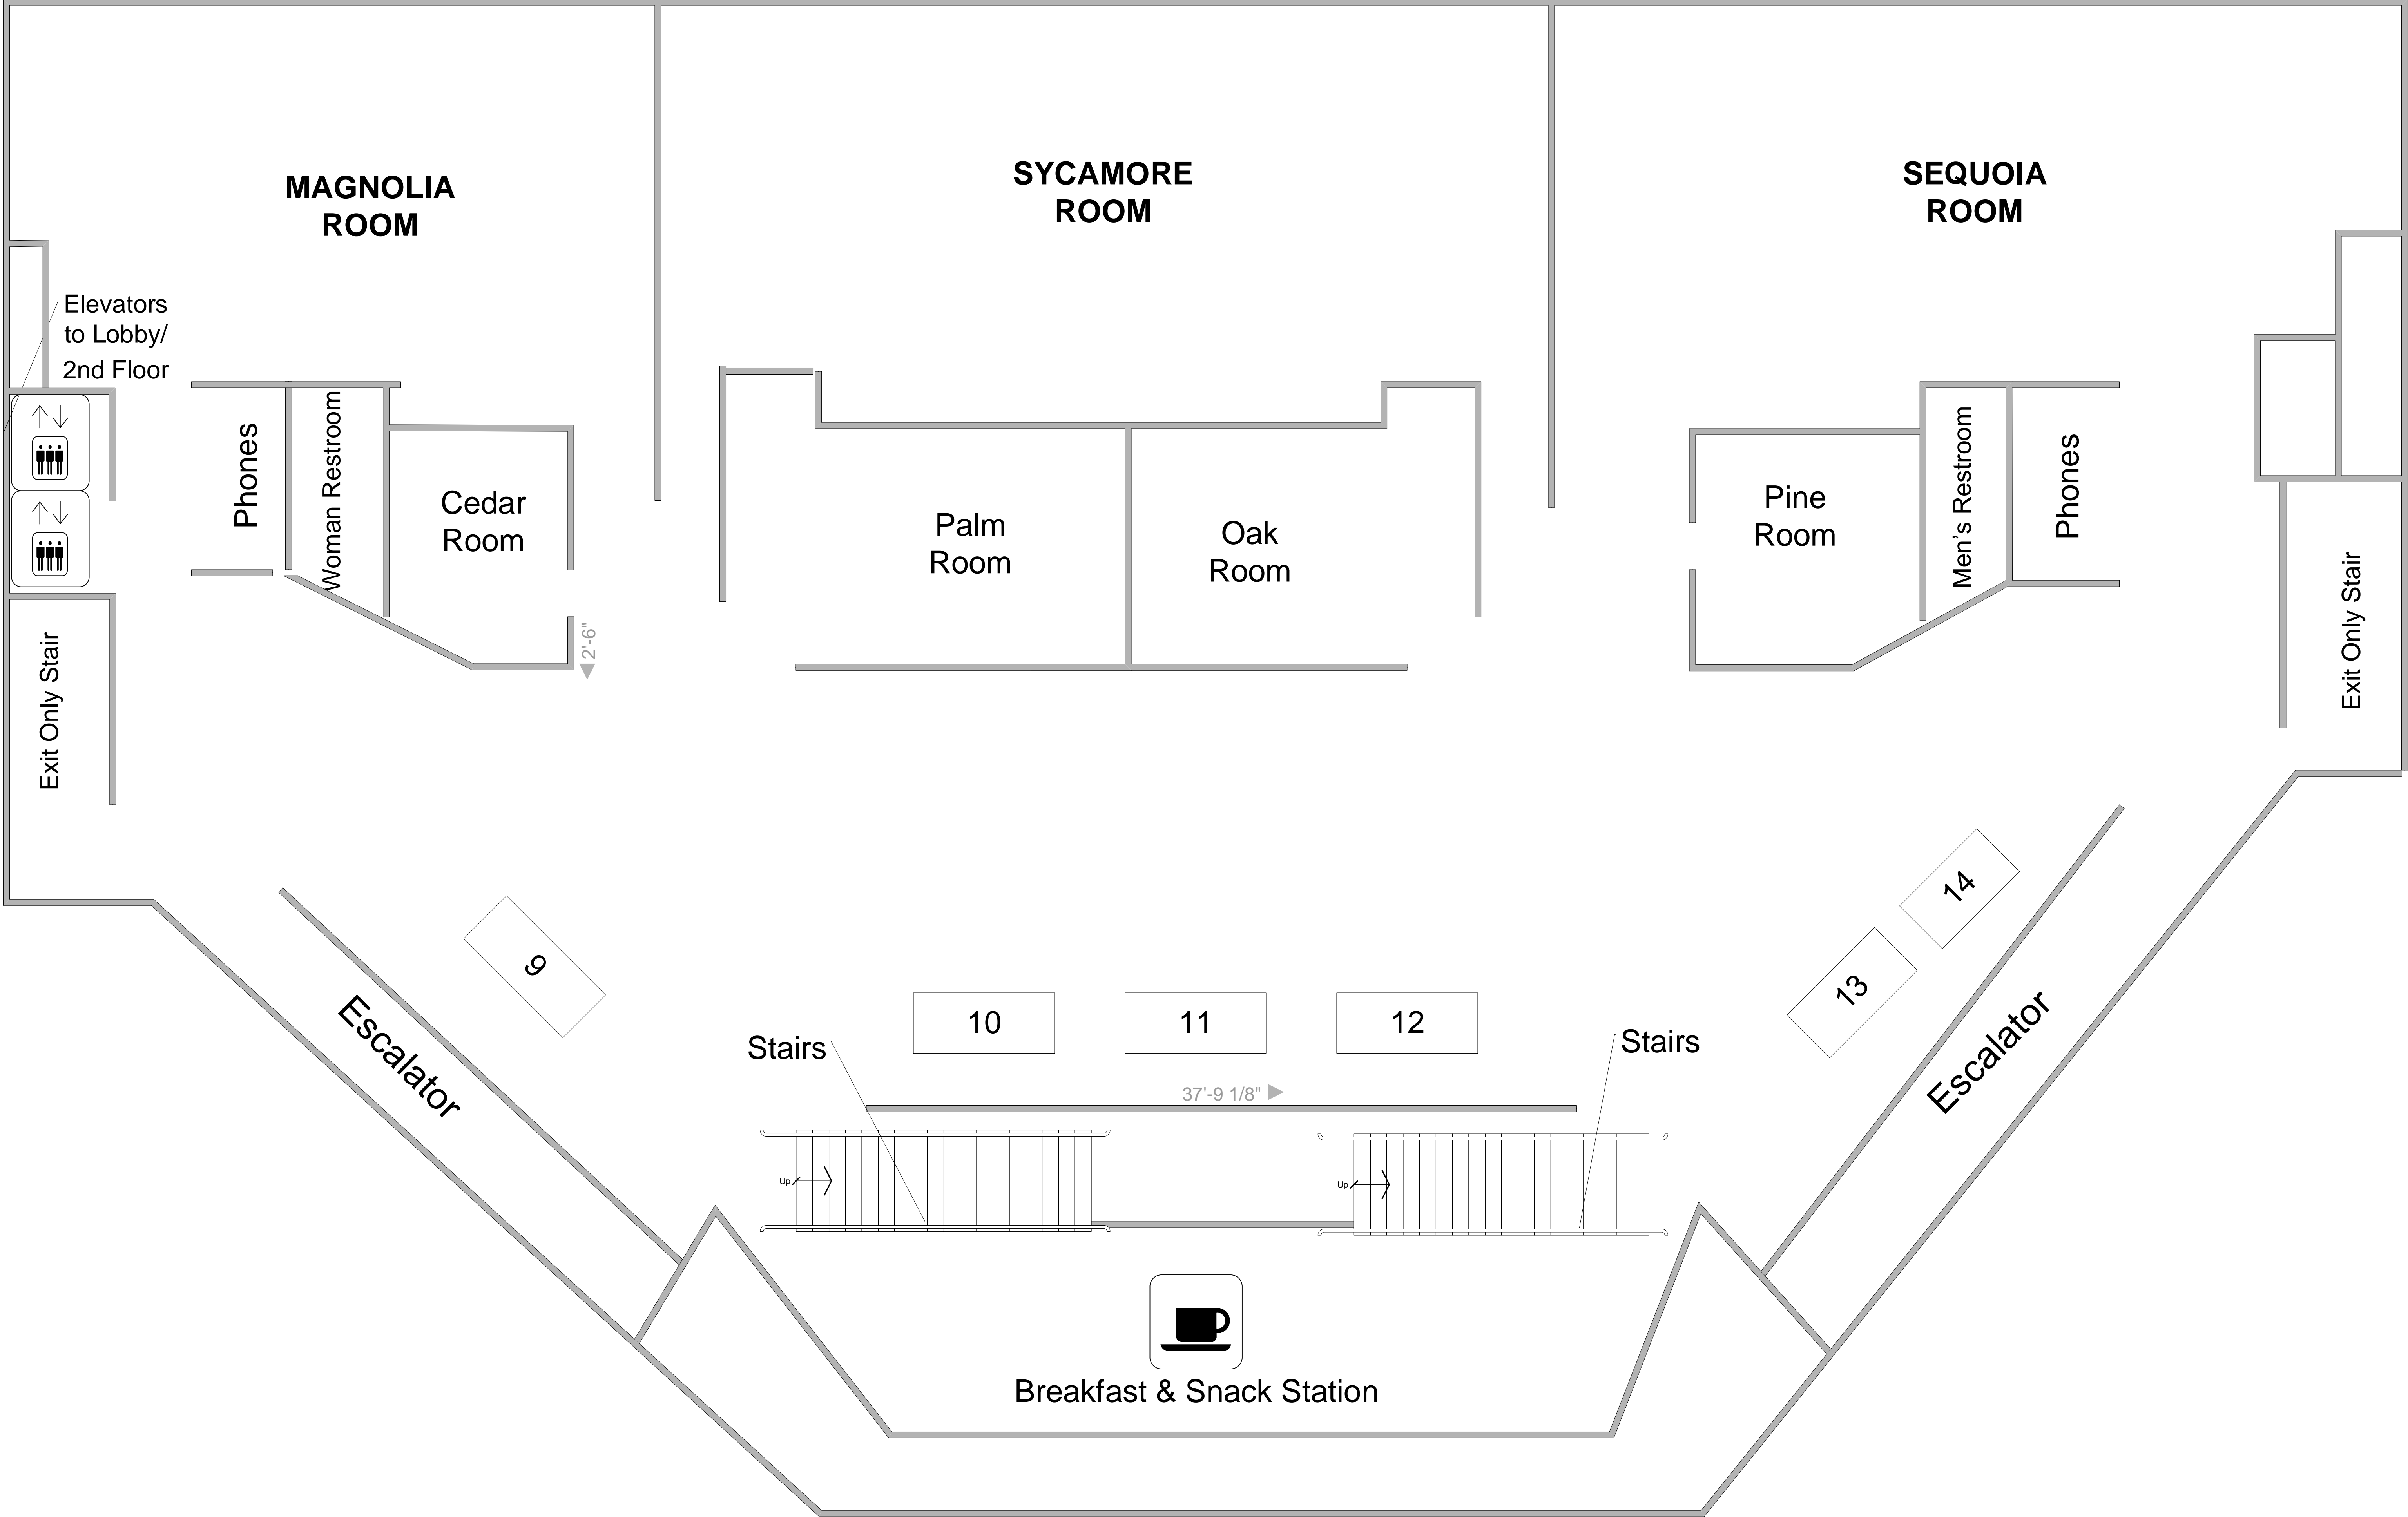 MAGNOLIA
ROOM
SYCAMORE
ROOM
SEQUOIA
ROOM
Elevators
to Lobby/
2nd Floor
Phones
Woman Restroom
Cedar
Room
Palm
Room
Oak
Room
Pine
Room
Men's Restroom
Phones
Exit Only Stair
2'-6"
Exit Only Stair
9
10
11
12
13
14
Escalator
Stairs
Stairs
Escalator
37'-9 1/8"
Up
Up
Breakfast & Snack Station